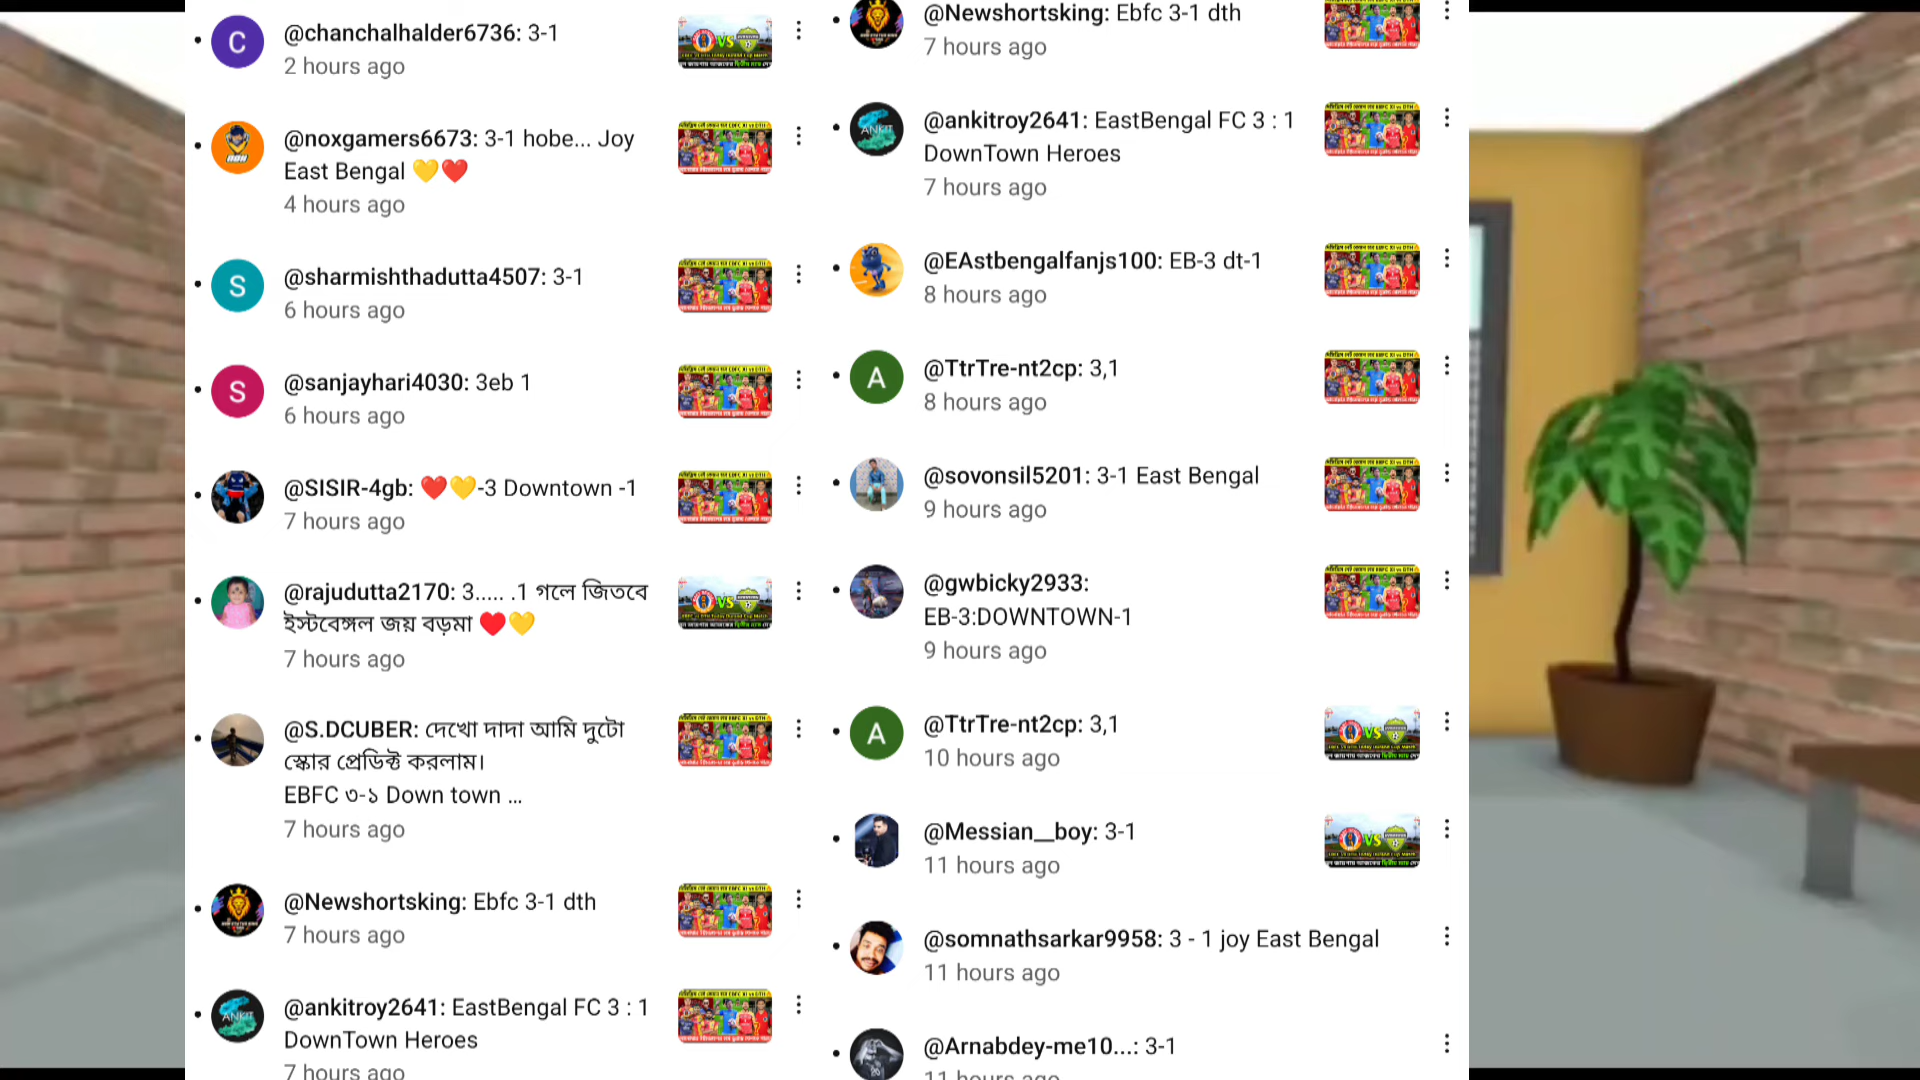 @chanchalhalder6736: 3-1
2 hours ago
@noxgamers6673: 3-1 hobe... Joy
East Bengal 💛❤️
4 hours ago
@sharmishthadutta4507: 3-1
6 hours ago
@sanjayhari4030: 3eb 1
6 hours ago
@SISIR-4gb: ❤️💛-3 Downtown -1
7 hours ago
@rajudutta2170: 3..... .1 গলে জিতবে
ইস্টবেঙ্গল জয় বড়মা ❤️💛
7 hours ago
@S.DCUBER: দেখো দাদা আমি দুটো
স্কোর প্রেডিক্ট করলাম।
EBFC ৩-১ Down town ...
7 hours ago
@Newshortsking: Ebfc 3-1 dth
7 hours ago
@ankitroy2641: EastBengal FC 3 : 1
DownTown Heroes
7 hours ago
@Newshortsking: Ebfc 3-1 dth
7 hours ago
@ankitroy2641: EastBengal FC 3 : 1
DownTown Heroes
7 hours ago
@EAstbengalfanjs100: EB-3 dt-1
8 hours ago
@TtrTre-nt2cp: 3,1
8 hours ago
@sovonsil5201: 3-1 East Bengal
9 hours ago
@gwbicky2933:
EB-3:DOWNTOWN-1
9 hours ago
@TtrTre-nt2cp: 3,1
10 hours ago
@Messian__boy: 3-1
11 hours ago
@somnathsarkar9958: 3 - 1 joy East Bengal
11 hours ago
@Arnabdey-me10...: 3-1
11 hours ago